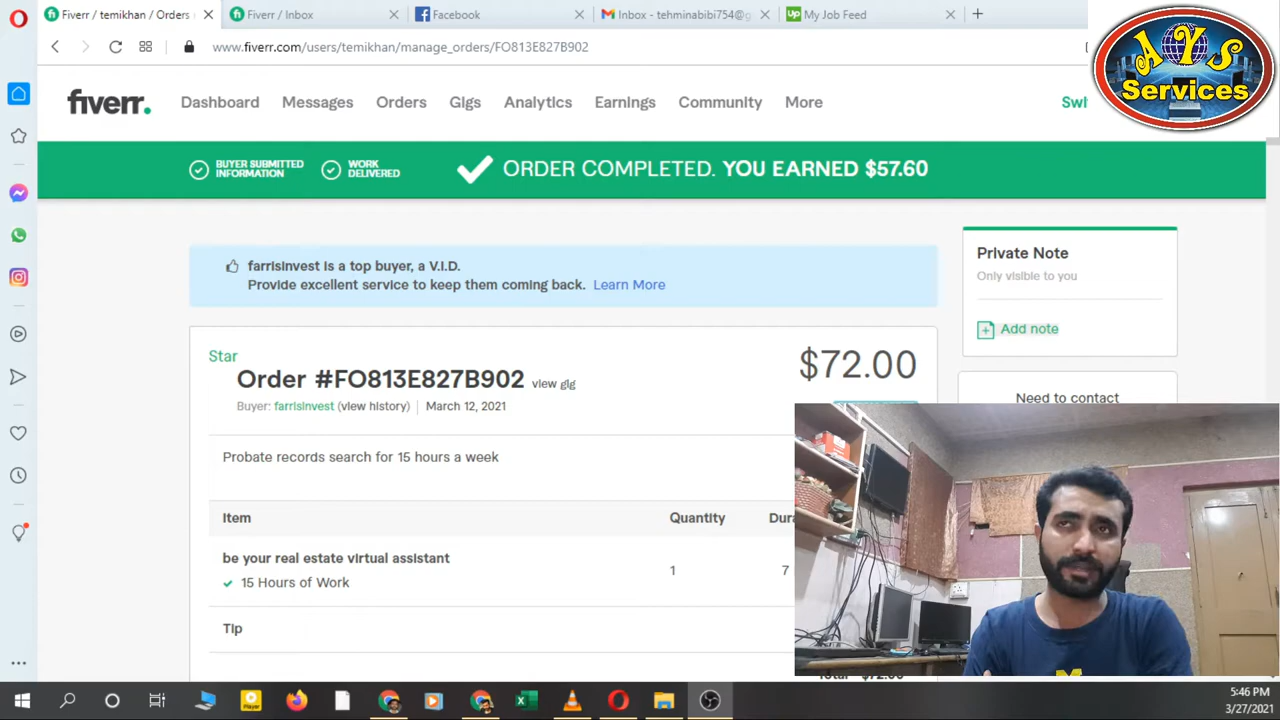 Fiverr / temikhan / Orders
Fiverr / Inbox
Facebook
Inbox - tehminabibi754@g
Up My Job Feed
www.fiverr.com/users/temikhan/manage_orders/FO813E827B902
AYS
Services
fiverr.
Dashboard
Messages
Orders
Gigs
Analytics
Earnings
Community
More
BUYER SUBMITTED
INFORMATION
WORK
DELIVERED
ORDER COMPLETED. YOU EARNED $57.60
farrisinvest is a top buyer, a V.I.D.
Provide excellent service to keep them coming back. Learn More
Private Note
Only visible to you
Add note
Star
$72.00
Order #FO813E827B902 view gig
Buyer: farrisinvest (view history) March 12, 2021
Need to contact
Probate records search for 15 hours a week
Item
Quantity
be your real estate virtual assistant
15 Hours of Work
1
7
Tip
5:46 PM
3/27/2021